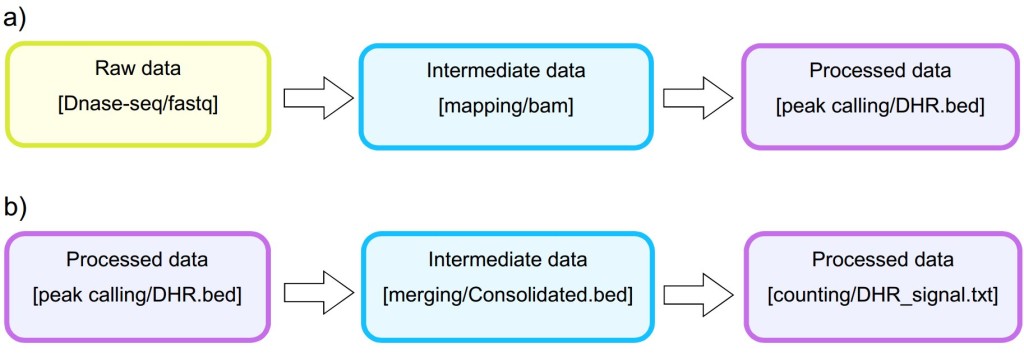 a)
Raw data
[Dnase-seq/fastq]
Intermediate data
[mapping/bam]
Processed data
[peak calling/DHR.bed]
b)
Processed data
[peak calling/DHR.bed]
Intermediate data
[merging/Consolidated.bed]
Processed data
[counting/DHR_signal.txt]